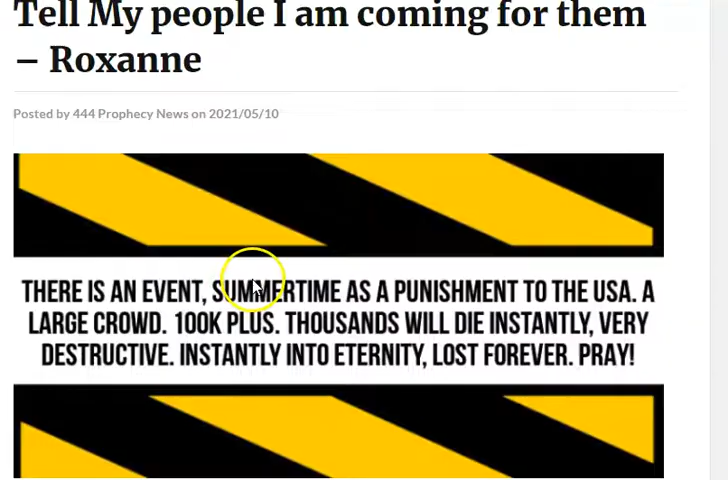 Tell My people I am coming for them
– Roxanne
Posted by 444 Prophecy News on 2021/05/10
THERE IS AN EVENT, SUMMERTIME AS A PUNISHMENT TO THE USA. A
LARGE CROWD. 100K PLUS. THOUSANDS WILL DIE INSTANTLY, VERY
DESTRUCTIVE. INSTANTLY INTO ETERNITY, LOST FOREVER. PRAY!